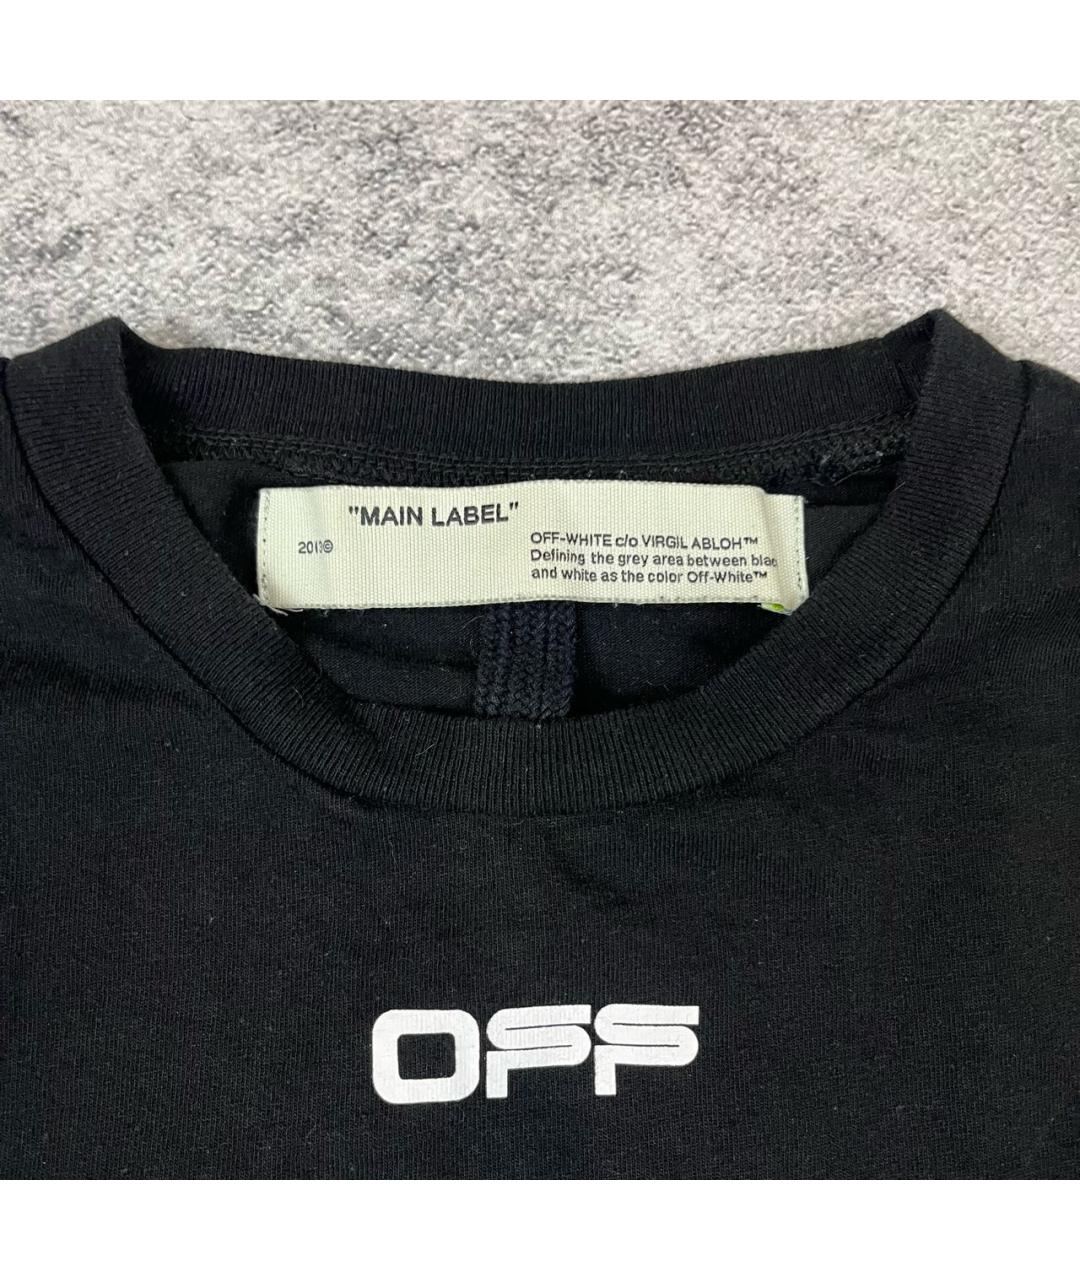 "MAIN LABEL"
OFF-WHITE c/o VIRGIL ABLOH™
Defining the grey area between blac
and white as the color Off-White™
OFF